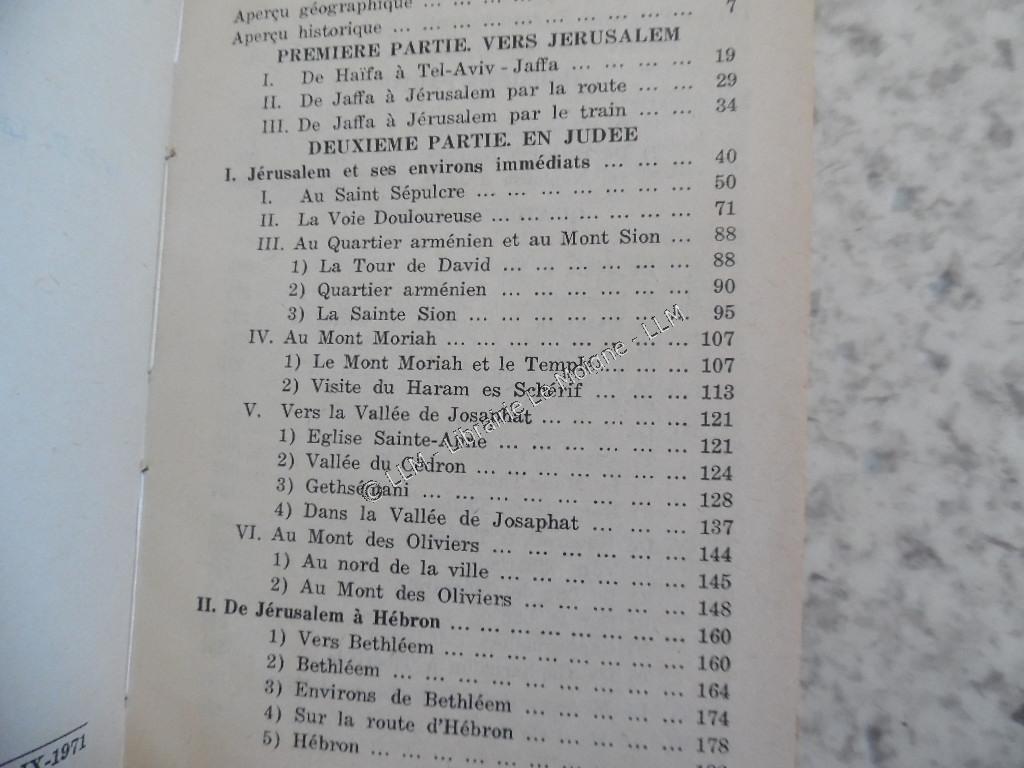 Aperçu géographique ... ... ...
Aperçu historique ... ... ... ... ... ... ... ... 7
PREMIERE PARTIE. VERS JERUSALEM
I. De Haïfa à Tel-Aviv - Jaffa ... ... ... ... 19
II. De Jaffa à Jérusalem par la route ... ... 29
III. De Jaffa à Jérusalem par le train ... ... 34
DEUXIEME PARTIE. EN JUDEE
I. Jérusalem et ses environs immédiats ... ... ... 40
I. Au Saint Sépulcre ... ... ... ... ... ... ... 50
II. La Voie Douloureuse ... ... ... ... ... ... ... 71
III. Au Quartier arménien et au Mont Sion ... 88
1) La Tour de David ... ... ... ... ... ... 88
2) Quartier arménien ... ... ... ... ... ... 90
3) La Sainte Sion ... ... ... ... ... ... ... 95
IV. Au Mont Moriah ... ... ... ... ... ... ... ... 107
1) Le Mont Moriah et le Temple ... ... ... 107
2) Visite du Haram es Schérif ... ... ... 113
V. Vers la Vallée de Josaphat ... ... ... ... ... 121
1) Eglise Sainte-Anne ... ... ... ... ... ... 121
2) Vallée du Cédron ... ... ... ... ... ... ... 124
3) Gethsémani ... ... ... ... ... ... ... ... 128
4) Dans la Vallée de Josaphat ... ... ... 137
VI. Au Mont des Oliviers ... ... ... ... ... ... 144
1) Au nord de la ville ... ... ... ... ... ... 145
2) Au Mont des Oliviers ... ... ... ... ... 148
II. De Jérusalem à Hébron ... ... ... ... ... ... ... ... 160
1) Vers Bethléem ... ... ... ... ... ... ... ... 160
2) Bethléem ... ... ... ... ... ... ... ... ... 164
3) Environs de Bethléem ... ... ... ... ... 174
4) Sur la route d'Hébron ... ... ... ... ... 178
5) Hébron ... ... ... ... ... ... ... ...
IX-1971
© LLM - Librairie La Moigne - LLM